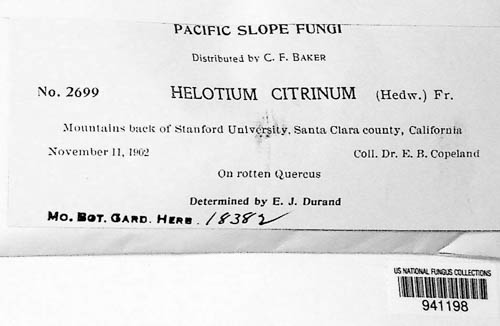 PACIFIC SLOPE FUNGI
Distributed by C. F. BAKER
No. 2699 HELOTIUM CITRINUM (Hedw.) Fr.
Mountains back of Stanford University, Santa Clara county, California
November 11, 1902 Coll. Dr. E. B. Copeland
On rotten Quercus
Determined by E. J. Durand
MO. BOT. GARD. HERB. 18382
US NATIONAL FUNGUS COLLECTIONS
941198